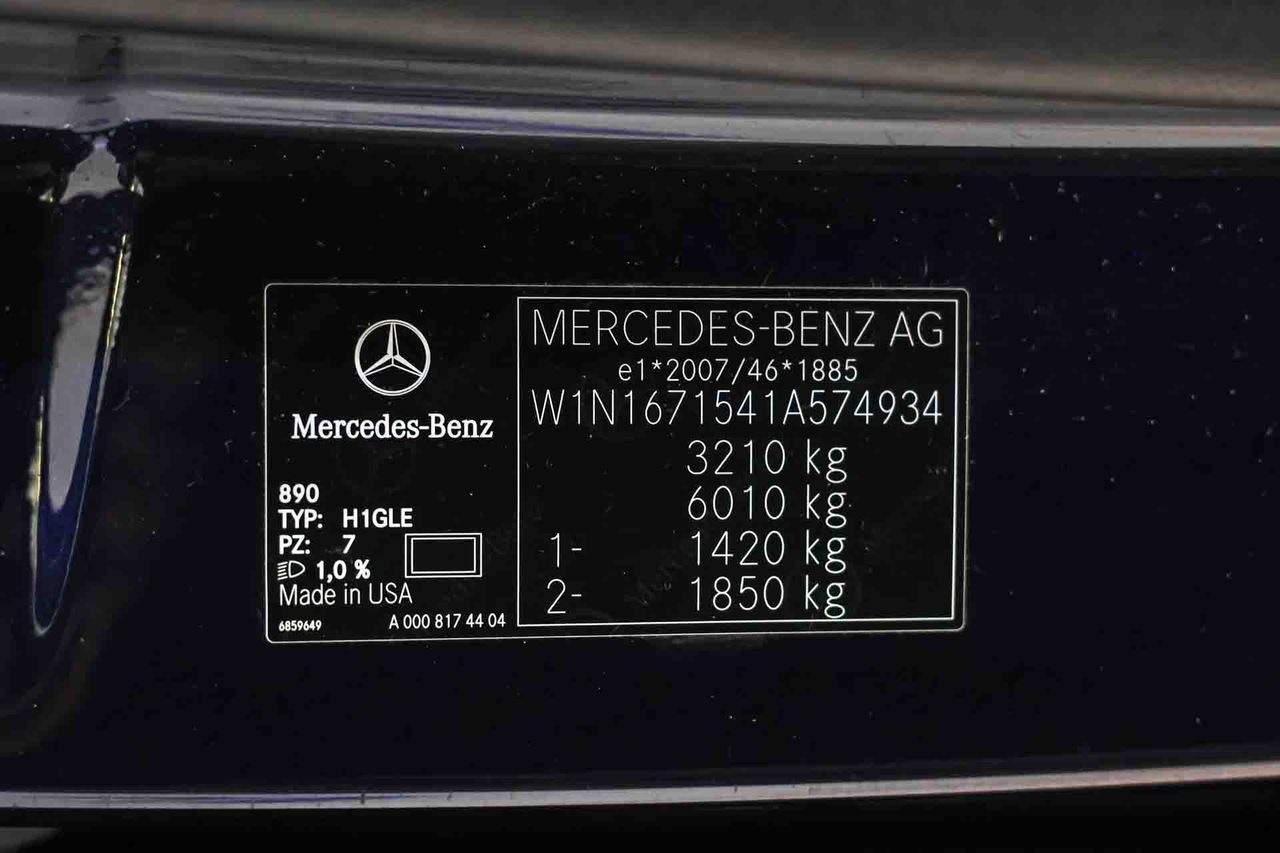 Mercedes-Benz
890
TYP: H1GLE
PZ: 7
1,0 %
Made in USA
6859649 A 000 817 44 04
MERCEDES-BENZ AG
e1*2007/46*1885
W1N1671541A574934
3210 kg
6010 kg
1- 1420 kg
2- 1850 kg